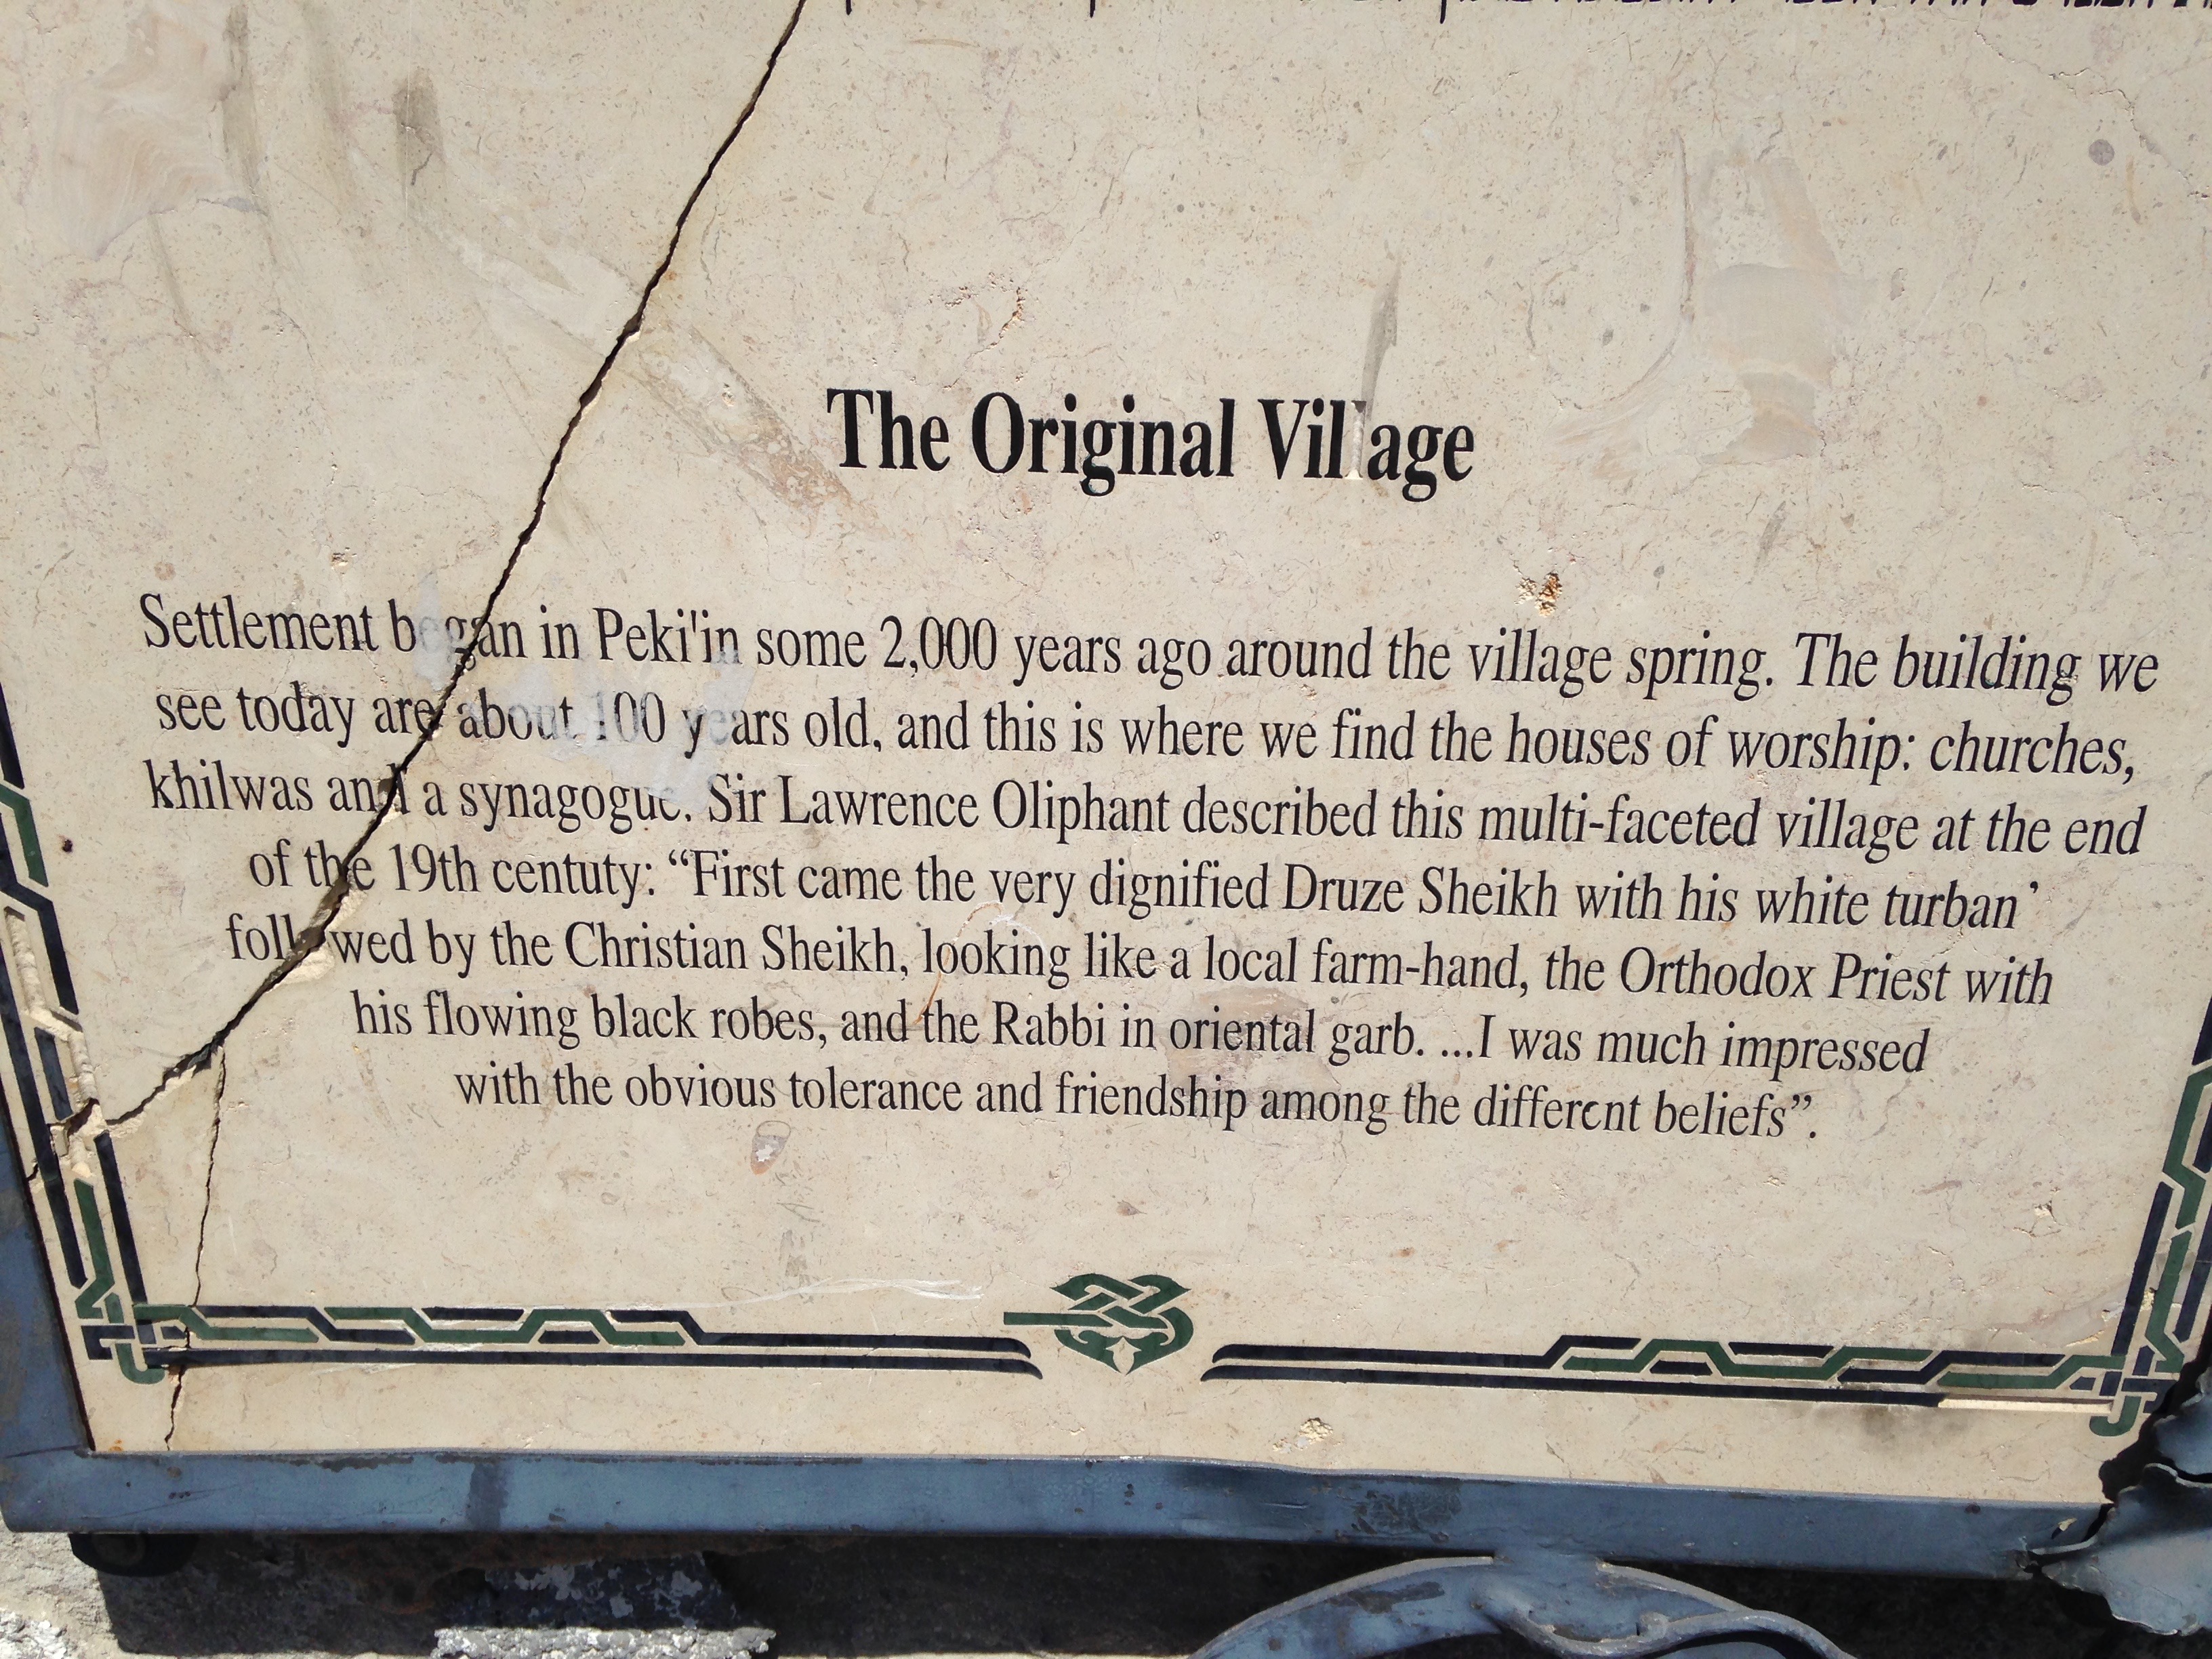 The Original Village
Settlement began in Peki'in some 2,000 years ago around the village spring. The building we
see today are about 100 years old, and this is where we find the houses of worship: churches,
khilwas and a synagogue. Sir Lawrence Oliphant described this multi-faceted village at the end
of the 19th centuty: “First came the very dignified Druze Sheikh with his white turban’
followed by the Christian Sheikh, looking like a local farm-hand, the Orthodox Priest with
his flowing black robes, and the Rabbi in oriental garb. ...I was much impressed
with the obvious tolerance and friendship among the different beliefs”.